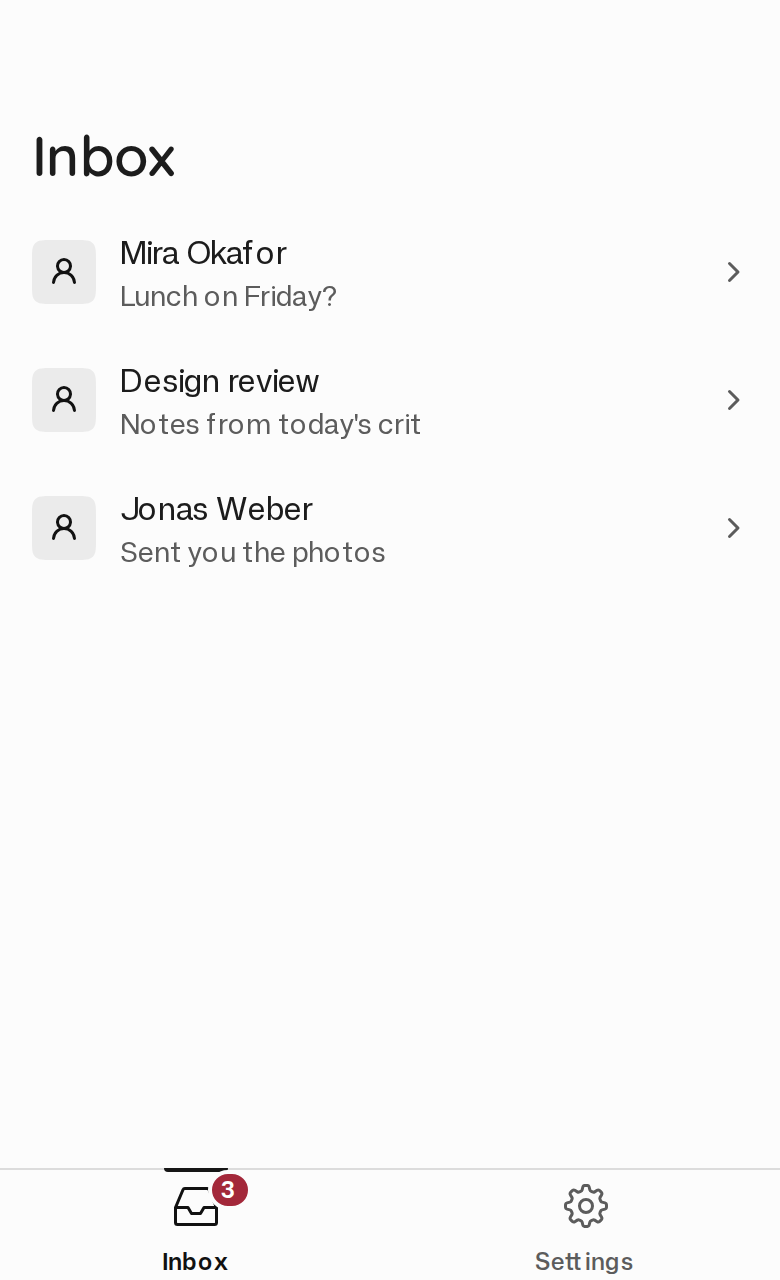 Inbox
Mira Okafor
Lunch on Friday?
Design review
Notes from today's crit
Jonas Weber
Sent you the photos
3
Inbox
Settings